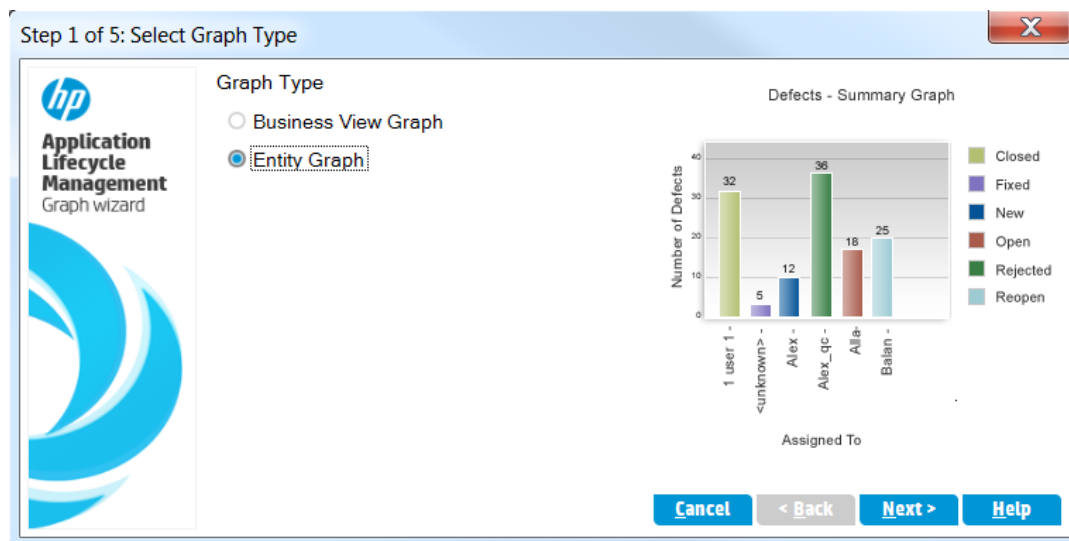 Step 1 of 5: Select Graph Type
X
hp
Application
Lifecycle
Management
Graph wizard
Graph Type
Business View Graph
Entity Graph
Defects - Summary Graph
Number of Defects
40
30
20
10
0
32
5
12
36
18
25
1 user 1 -
<unknown> -
Alex -
Alex_qc -
Alla-
Balan -
Assigned To
Closed
Fixed
New
Open
Rejected
Reopen
Cancel
< Back
Next >
Help